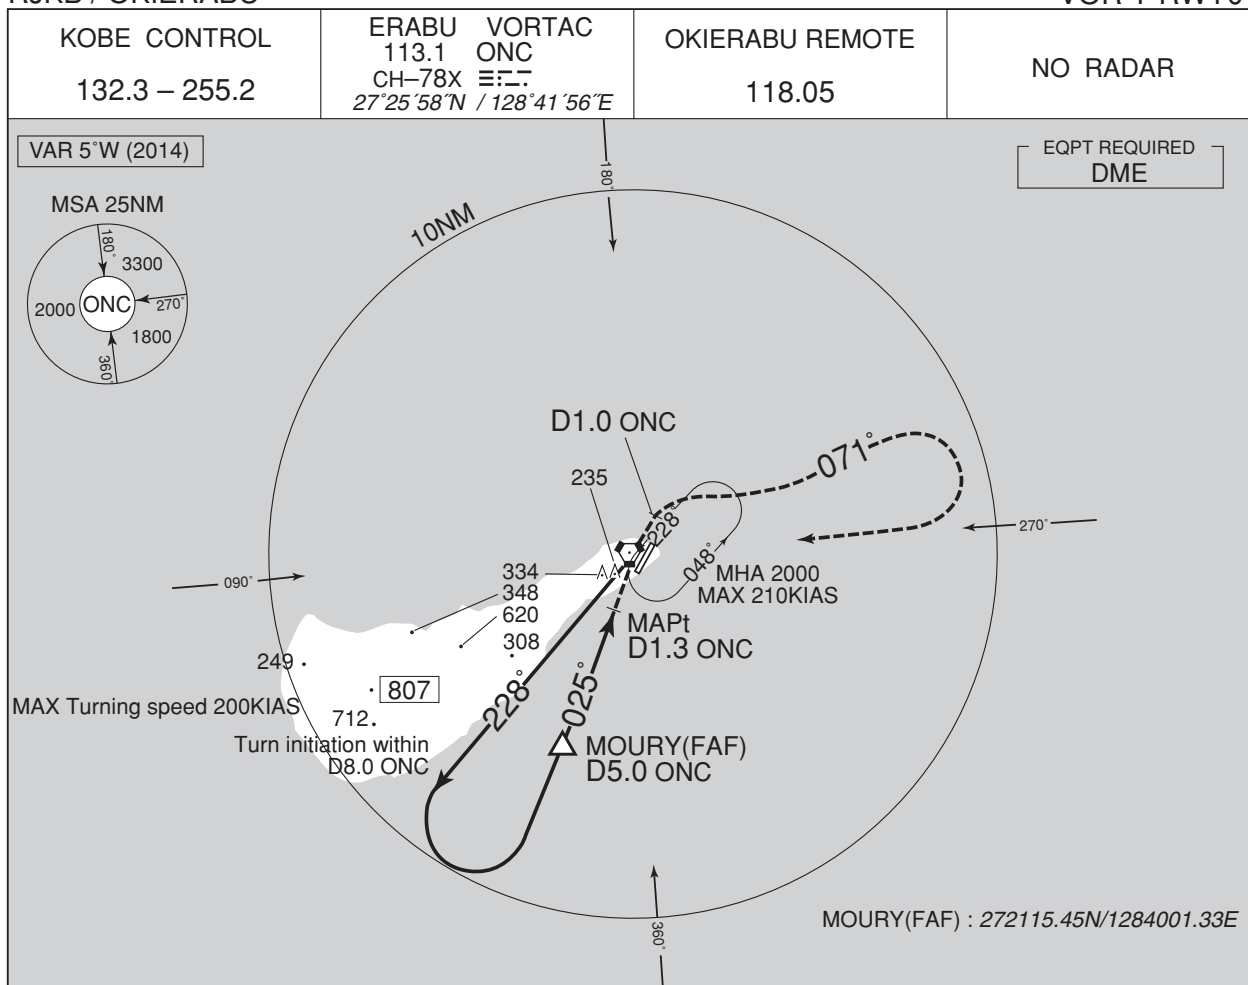 KOBE CONTROL
132.3 – 255.2
ERABU VORTAC
113.1 ONC
CH–78X
27°25´58˝N / 128°41´56˝E
OKIERABU REMOTE
118.05
NO RADAR
VAR 5°W (2014)
EQPT REQUIRED
DME
MSA 25NM
180°
3300
2000
ONC
270°
1800
360°
180°
10NM
D1.0 ONC
071°
235
270°
228°
048°
MHA 2000
MAX 210KIAS
090°
334
348
620
308
MAPt
D1.3 ONC
249
807
712
MAX Turning speed 200KIAS
Turn initiation within
D8.0 ONC
228°
025°
MOURY(FAF)
D5.0 ONC
360°
MOURY(FAF) : 272115.45N/1284001.33E